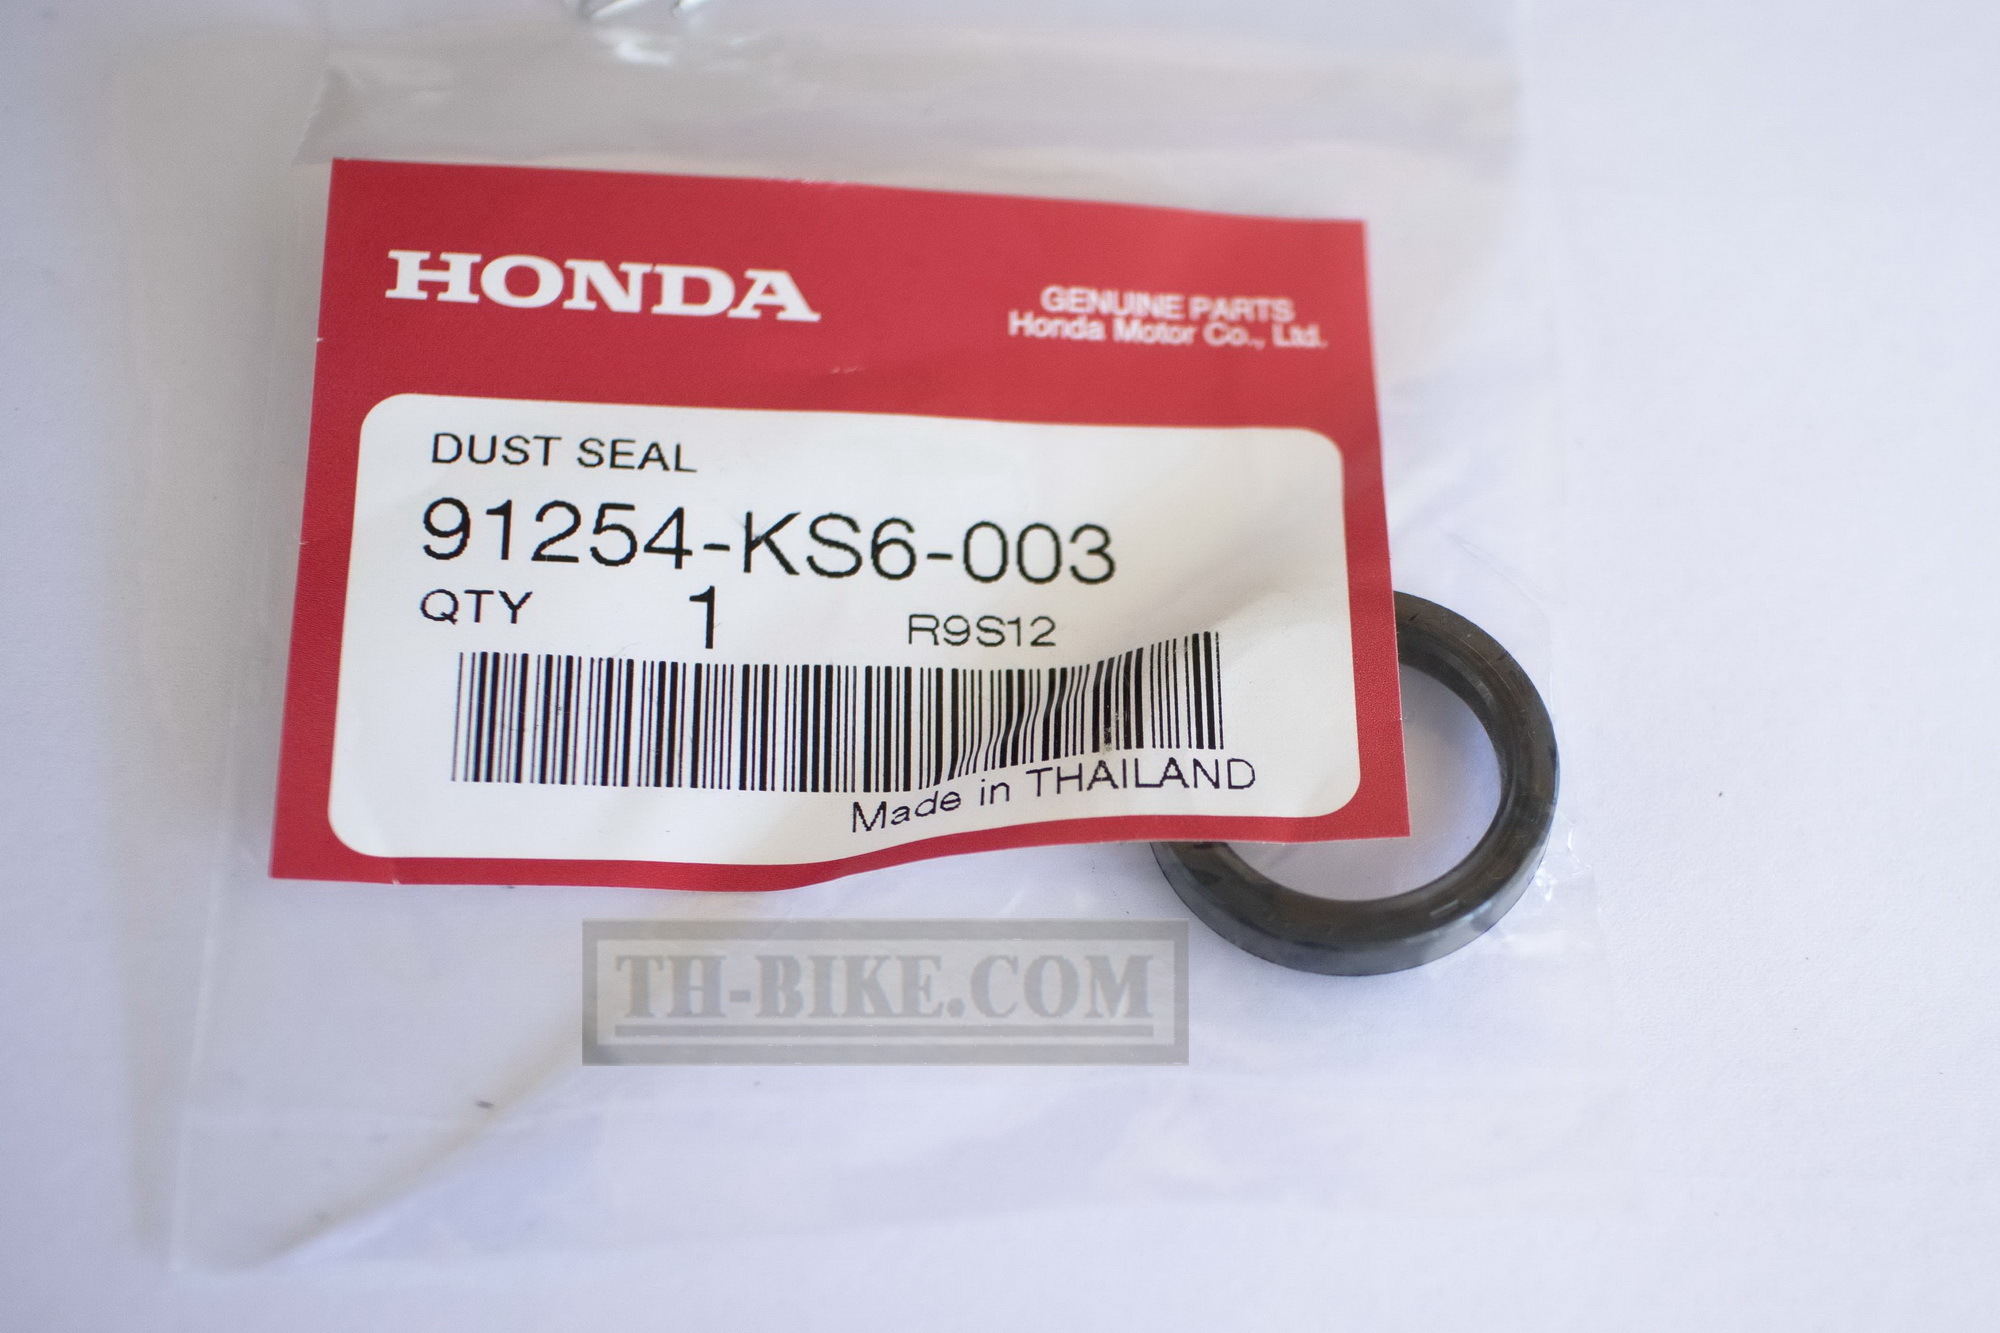 HONDA
GENUINE PARTS
Honda Motor Co., Ltd.
DUST SEAL
91254-KS6-003
QTY 1 R9S12
Made in THAILAND
TH-BIKE.COM